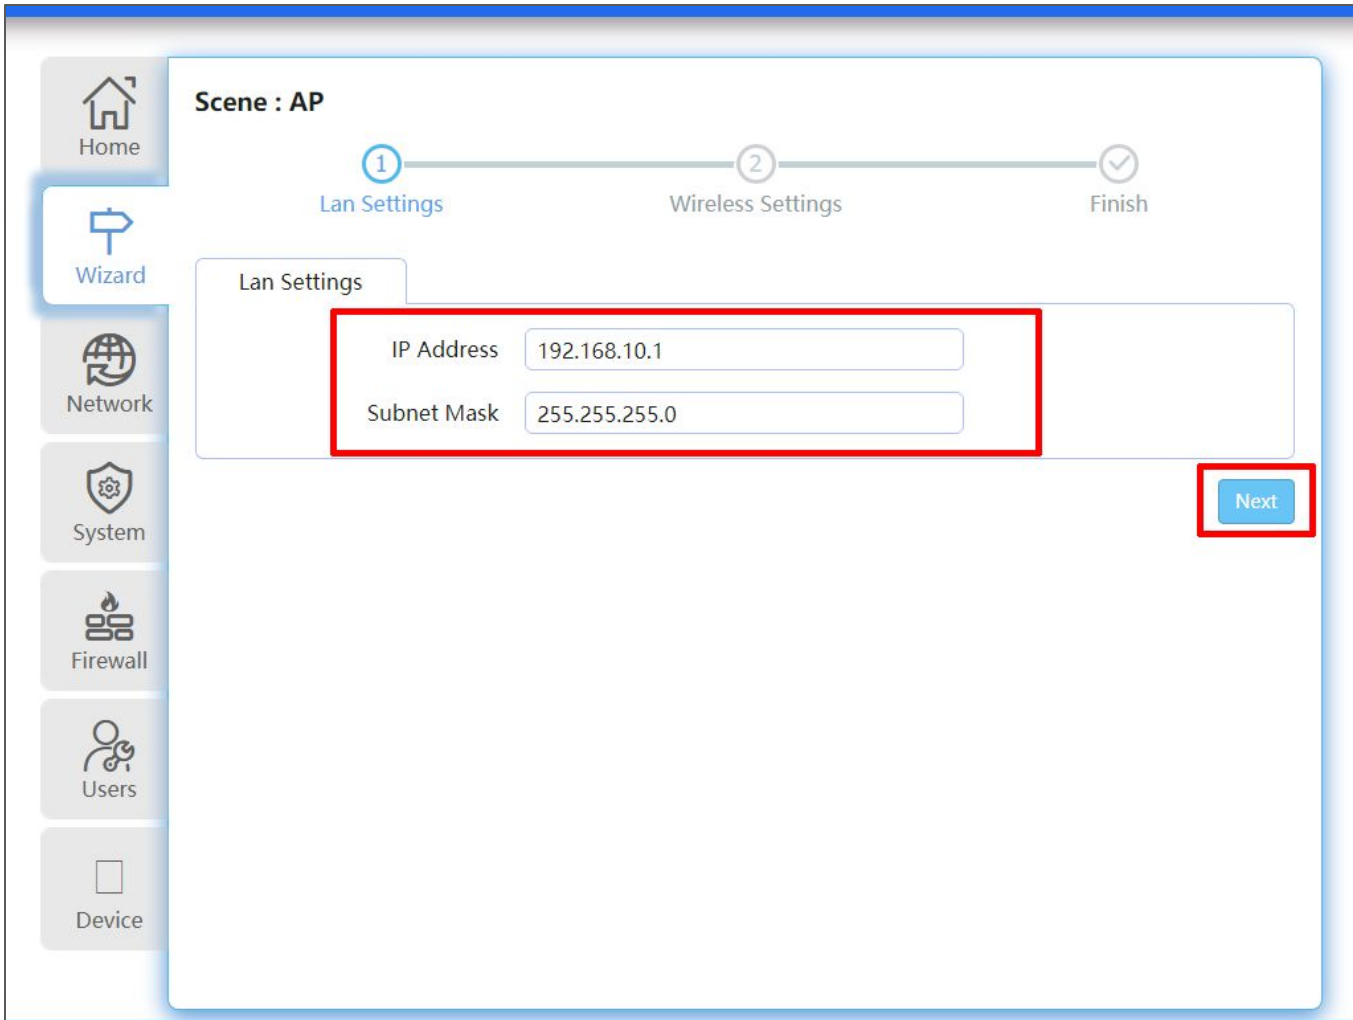 Home
Wizard
Network
System
Firewall
Users
Device
Scene : AP
1
2
Lan Settings
Wireless Settings
Finish
Lan Settings
IP Address 192.168.10.1
Subnet Mask 255.255.255.0
Next